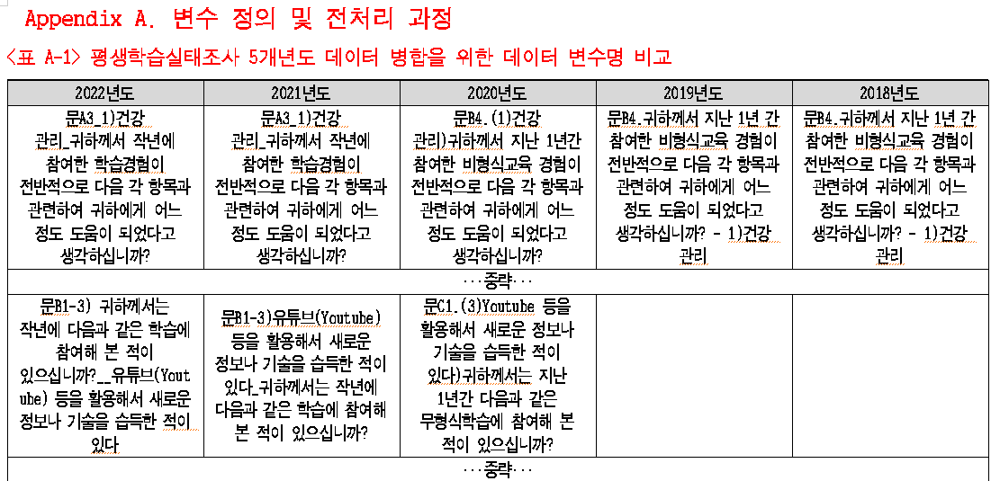 Appendix A. 변수 정의 및 전처리 과정
<표 A-1> 평생학습실태조사 5개년도 데이터 병합을 위한 데이터 변수명 비교
2022년도
2021년도
2020년도
2019년도
2018년도
문A3_1)건강
관리_귀하께서 작년에
참여한 학습경험이
전반적으로 다음 각 항목과
관련하여 귀하에게 어느
정도 도움이 되었다고
생각하십니까?
문A3_1)건강
관리_귀하께서 작년에
참여한 학습경험이
전반적으로 다음 각 항목과
관련하여 귀하에게 어느
정도 도움이 되었다고
생각하십니까?
문B4.(1)건강
관리)귀하께서 지난 1년간
참여한 비형식교육 경험이
전반적으로 다음 각 항목과
관련하여 귀하에게 어느
정도 도움이 되었다고
생각하십니까?
문B4.귀하께서 지난 1년 간
참여한 비형식교육 경험이
전반적으로 다음 각 항목과
관련하여 귀하에게 어느
정도 도움이 되었다고
생각하십니까? - 1)건강
관리
문B4.귀하께서 지난 1년 간
참여한 비형식교육 경험이
전반적으로 다음 각 항목과
관련하여 귀하에게 어느
정도 도움이 되었다고
생각하십니까? - 1)건강
관리
…중략…
문B1-3) 귀하께서는
작년에 다음과 같은 학습에
참여해 본 적이
있으십니까?__유튜브(Yout
ube) 등을 활용해서 새로운
정보나 기술을 습득한 적이
있다
문B1-3)유튜브(Youtube)
등을 활용해서 새로운
정보나 기술을 습득한 적이
있다_귀하께서는 작년에
다음과 같은 학습에 참여해
본 적이 있으십니까?
문C1.(3)Youtube 등을
활용해서 새로운 정보나
기술을 습득한 적이
있다)귀하께서는 지난
1년간 다음과 같은
무형식학습에 참여해 본
적이 있으십니까?
…중략…